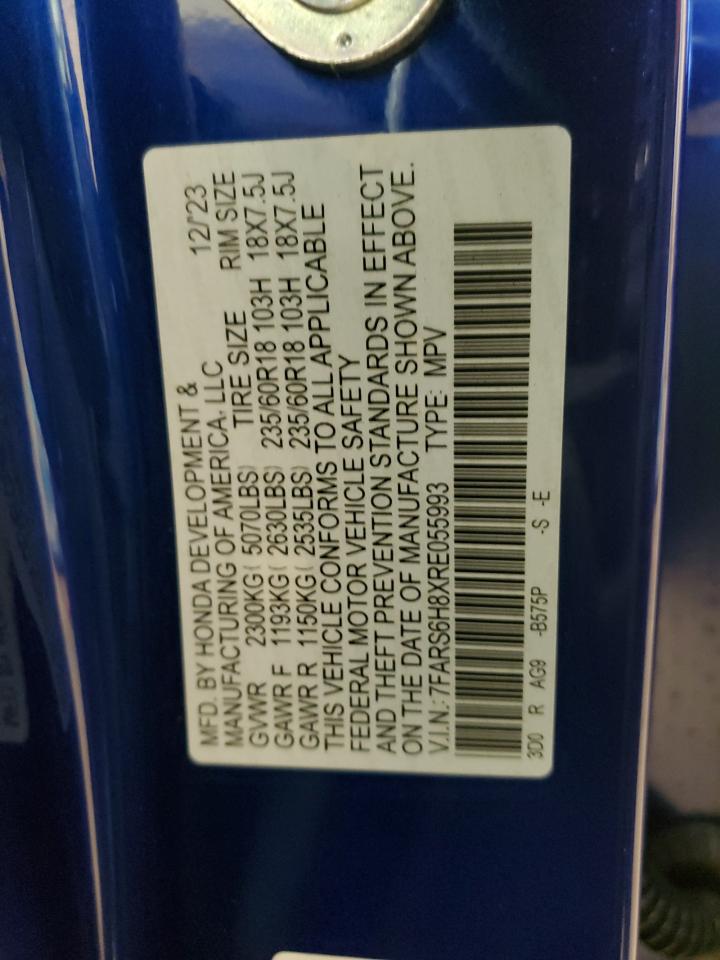 MFD. BY HONDA DEVELOPMENT & 12/23
MANUFACTURING OF AMERICA, LLC
TIRE SIZE RIM SIZE
GVWR 2300KG( 5070LBS)
GAWR F 1193KG( 2630LBS) 235/60R18 103H 18X7.5J
GAWR R 1150KG( 2535LBS) 235/60R18 103H 18X7.5J
THIS VEHICLE CONFORMS TO ALL APPLICABLE
FEDERAL MOTOR VEHICLE SAFETY
AND THEFT PREVENTION STANDARDS IN EFFECT
ON THE DATE OF MANUFACTURE SHOWN ABOVE.
V.I.N.: 7FARS6H8XRE055993 TYPE: MPV
3D0 R AG9 -B575P -S -E